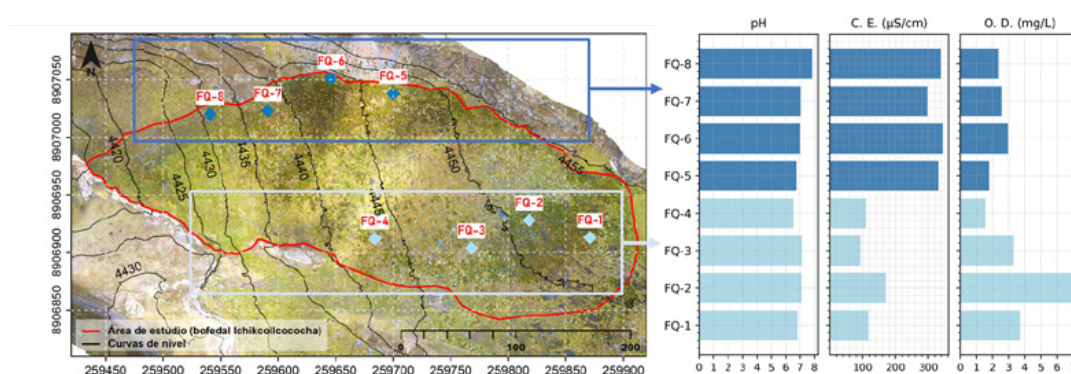 pH
C. E. (µS/cm)
O. D. (mg/L)
N
8907050
8907000
8906950
8906900
8906850
FQ-6
FQ-5
FQ-8
FQ-7
FQ-2
FQ-1
FQ-4
FQ-3
4420
4425
4430
4435
4440
4445
4450
4455
4430
Área de estudio (bofedal Ichikcollcococha)
Curvas de nivel
0 100 200
259450 259500 259550 259600 259650 259700 259750 259800 259850 259900
FQ-8
FQ-7
FQ-6
FQ-5
FQ-4
FQ-3
FQ-2
FQ-1
0 1 2 3 4 5 6 7 8
0 100 200 300
0 1 2 3 4 5 6 7